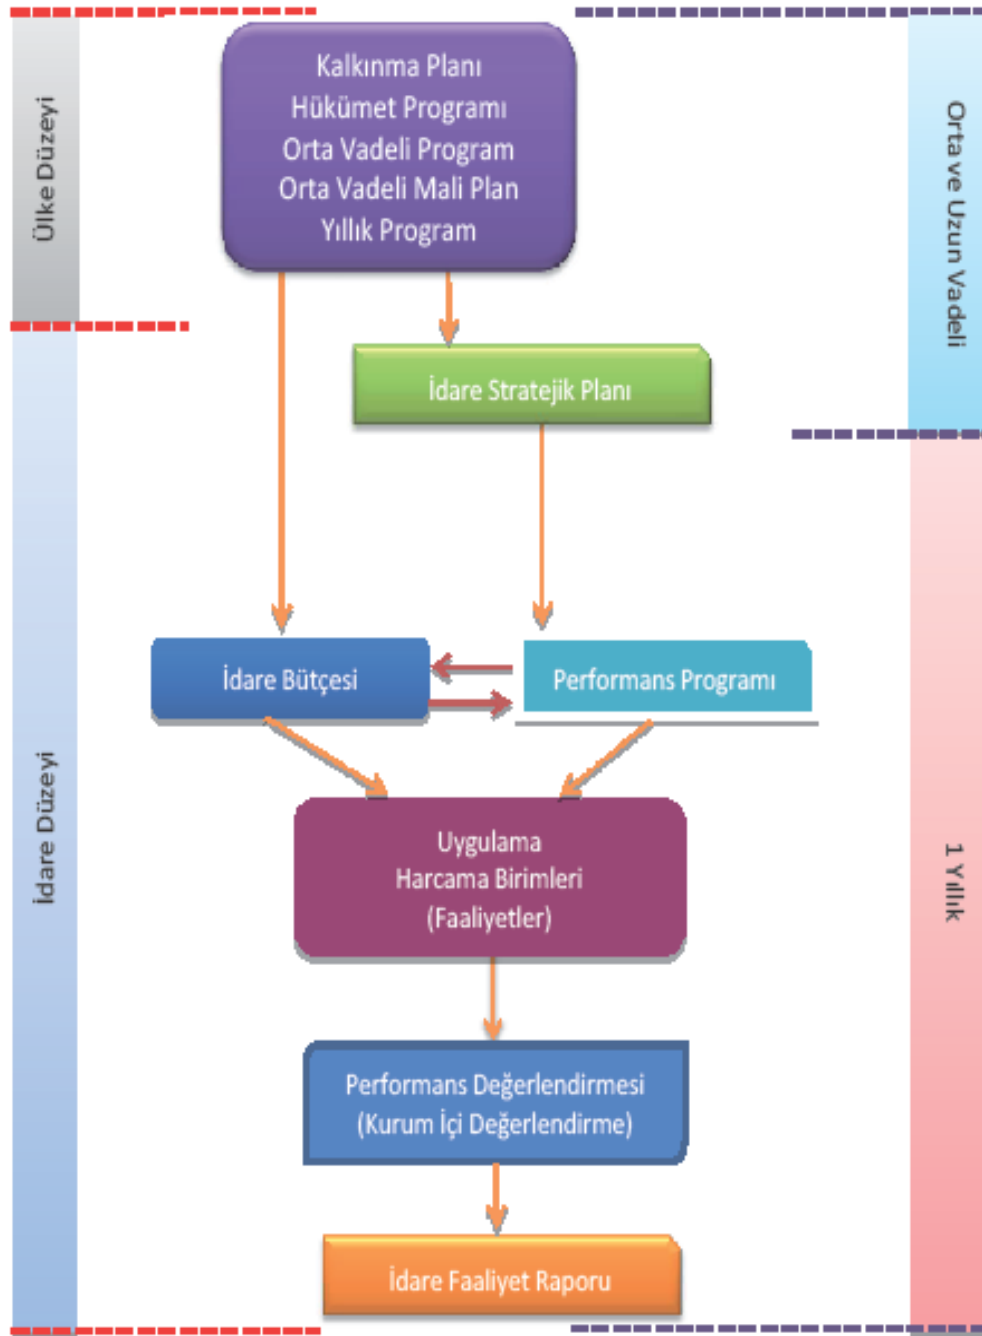 Ülke Düzeyi
Kalkınma Planı
Hükümet Programı
Orta Vadeli Program
Orta Vadeli Mali Plan
Yıllık Program
Orta ve Uzun Vadeli
İdare Stratejik Planı
İdare Düzeyi
İdare Bütçesi
Performans Programı
Uygulama
Harcama Birimleri
(Faaliyetler)
1 Yıllık
Performans Değerlendirmesi
(Kurum İçi Değerlendirme)
İdare Faaliyet Raporu